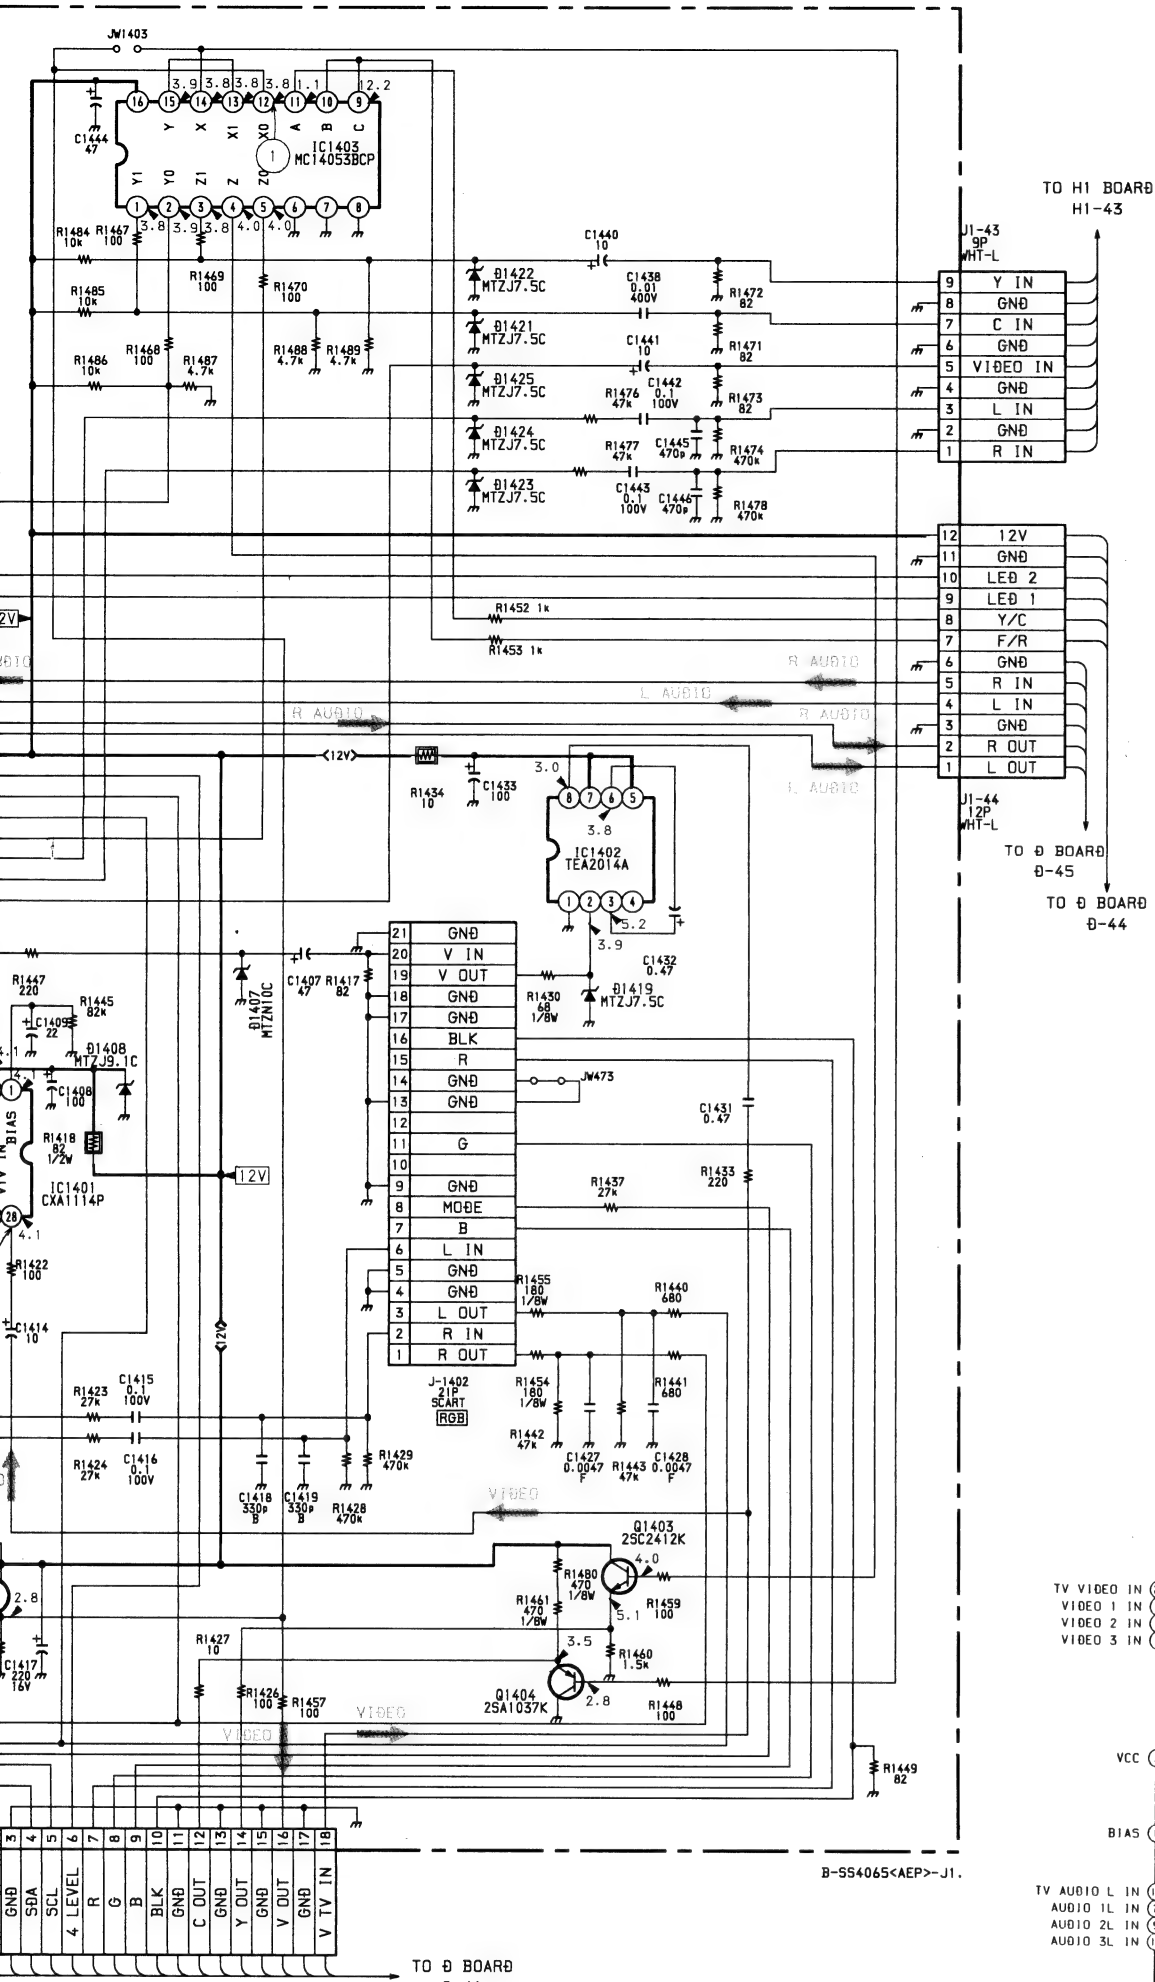 JW1403
3.9
3.8
3.8
3.8
1.1
12.2
16
15
14
13
12
11
10
9
C1444
47
Y
X
X1
X0
A
B
C
IC1403
MC14053BCP
1
Y1
Y0
Z1
Z
Z0
1
2
3
4
5
6
7
8
3.8
3.9
3.8
4.0
4.0
R1484
10k
R1467
100
R1469
100
R1470
100
R1485
10k
R1486
10k
R1468
100
R1487
4.7k
R1488
4.7k
R1489
4.7k
D1422
MTZJ7.5C
D1421
MTZJ7.5C
D1425
MTZJ7.5C
D1424
MTZJ7.5C
D1423
MTZJ7.5C
C1440
10
C1438
0.01
400V
C1441
10
R1476
47k
C1442
0.1
100V
R1477
47k
C1445
470p
C1443
0.1
100V
C1446
470p
R1472
82
R1471
82
R1473
82
R1474
470k
R1478
470k
TO H1 BOARD
H1-43
J1-43
9P
WHT-L
9 Y IN
8 GND
7 C IN
6 GND
5 VIDEO IN
4 GND
3 L IN
2 GND
1 R IN
12 12V
11 GND
10 LED 2
9 LED 1
8 Y/C
7 F/R
6 GND
5 R IN
4 L IN
3 GND
2 R OUT
1 L OUT
J1-44
12P
WHT-L
TO D BOARD
D-45
TO D BOARD
D-44
R1452 1k
R1453 1k
R AUDIO
L AUDIO
R AUDIO
R AUDIO
L AUDIO
12V
R1434
10
C1433
100
3.0
8
7
6
5
3.8
IC1402
TEA2014A
1
2
3
4
5.2
3.9
C1432
0.47
R1430
68
1/8W
D1419
MTZJ7.5C
21 GND
20 V IN
19 V OUT
18 GND
17 GND
16 BLK
15 R
14 GND
13 GND
12
11 G
10
9 GND
8 MODE
7 B
6 L IN
5 GND
4 GND
3 L OUT
2 R IN
1 R OUT
J-1402
21P
SCART
RGB
JW473
R1447
220
C1409
22
R1445
82k
D1407
MTZN10C
C1407
47
R1417
82
D1408
MTZJ9.1C
C1408
100
1
BIAS
R1418
82
1/2W
12V
IC1401
CXA1114P
28
4.1
R1422
100
C1414
10
12V
C1431
0.47
R1433
220
R1437
27k
R1455
180
1/8W
R1440
680
R1454
180
1/8W
R1441
680
R1442
47k
C1427
0.0047
F
R1443
47k
C1428
0.0047
F
R1423
27k
C1415
0.1
100V
R1424
27k
C1416
0.1
100V
C1418
330p
B
C1419
330p
B
R1428
470k
R1429
470k
VIDEO
Q1403
2SC2412K
4.0
R1480
470
1/8W
R1461
470
1/8W
5.1
R1459
100
3.5
R1460
1.5k
Q1404
2SA1037K
2.8
R1448
100
2.8
C1417
220
16V
R1427
10
R1426
100
R1457
100
VIDEO
VIDEO
R1449
82
3 GND
4 SDA
5 SCL
6 4 LEVEL
7 R
8 G
9 B
10 BLK
11 GND
12 C OUT
13 GND
14 Y OUT
15 GND
16 V OUT
17 GND
18 V TV IN
TO D BOARD
B-SS4065<AEP>-J1.
TV VIDEO IN
VIDEO 1 IN
VIDEO 2 IN
VIDEO 3 IN
VCC
BIAS
TV AUDIO L IN
AUDIO 1L IN
AUDIO 2L IN
AUDIO 3L IN